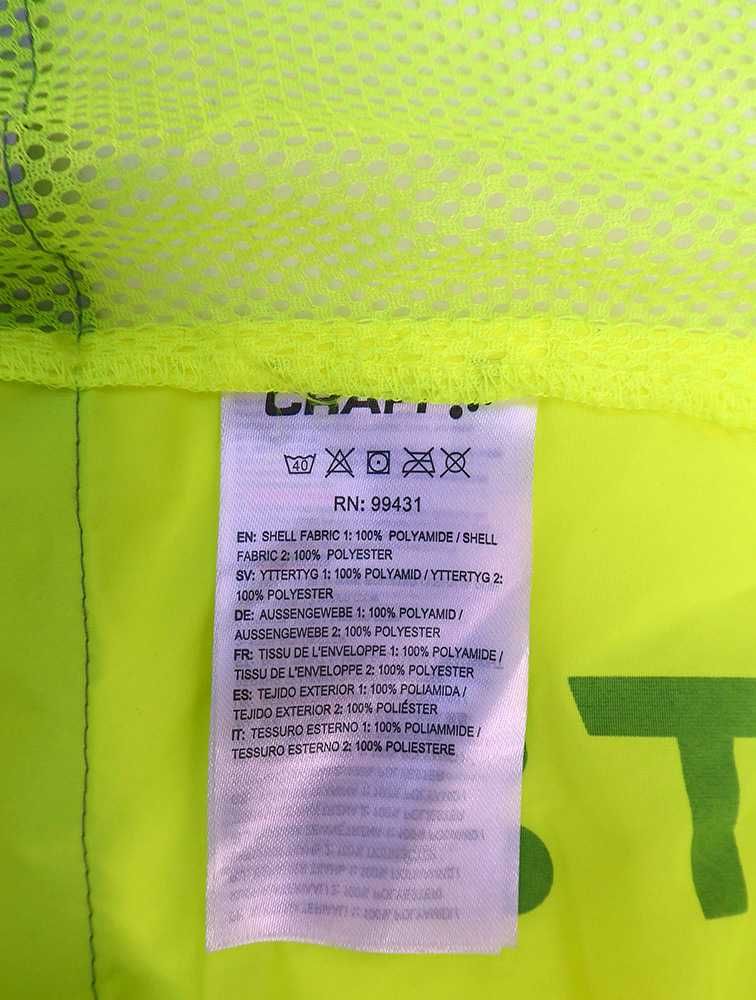 CRAFT
40
RN: 99431
EN: SHELL FABRIC 1: 100% POLYAMIDE / SHELL
FABRIC 2: 100% POLYESTER
SV: YTTERTYG 1: 100% POLYAMID / YTTERTYG 2:
100% POLYESTER
DE: AUSSENGEWEBE 1: 100% POLYAMID /
AUSSENGEWEBE 2: 100% POLYESTER
FR: TISSU DE L'ENVELOPPE 1: 100% POLYAMIDE /
TISSU DE L'ENVELOPPE 2: 100% POLYESTER
ES: TEJIDO EXTERIOR 1: 100% POLIAMIDA /
TEJIDO EXTERIOR 2: 100% POLIÉSTER
IT: TESSURO ESTERNO 1: 100% POLIAMMIDE /
TESSURO ESTERNO 2: 100% POLIESTERE